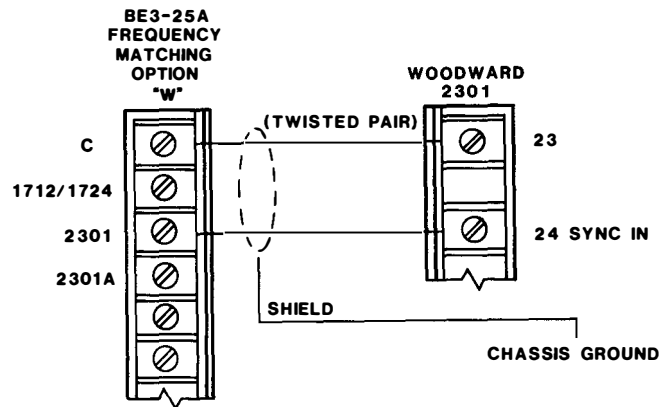 BE3-25A
FREQUENCY
MATCHING
OPTION
"W"
WOODWARD
2301
(TWISTED PAIR)
C
23
1712/1724
2301
24 SYNC IN
2301A
SHIELD
CHASSIS GROUND